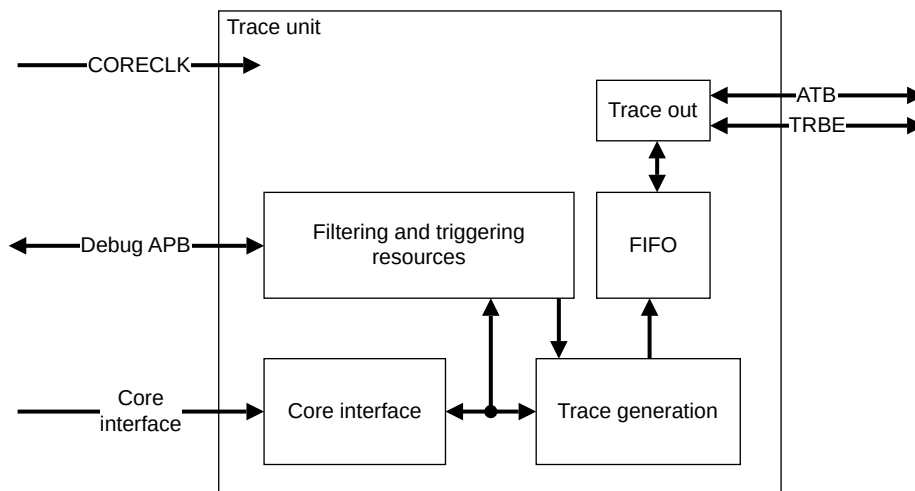 Trace unit
CORECLK
ATB
Trace out
TRBE
Filtering and triggering
resources
Debug APB
FIFO
Core
interface
Core interface
Trace generation